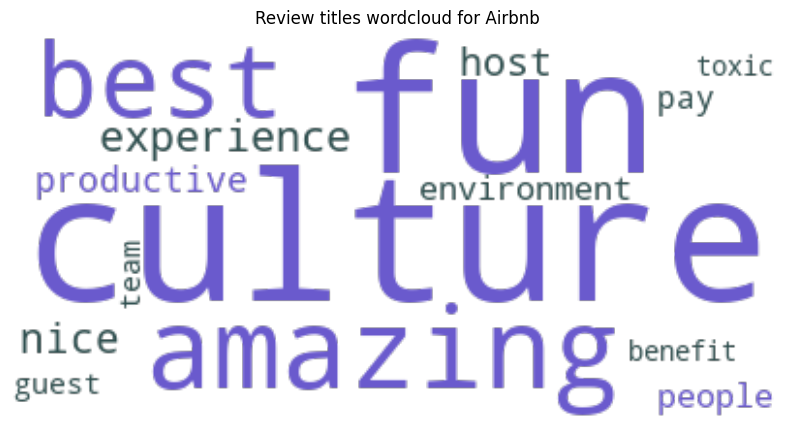 Review titles wordcloud for Airbnb
best
fun
host
toxic
pay
experience
productive
environment
culture
team
nice
amazing
benefit
guest
people